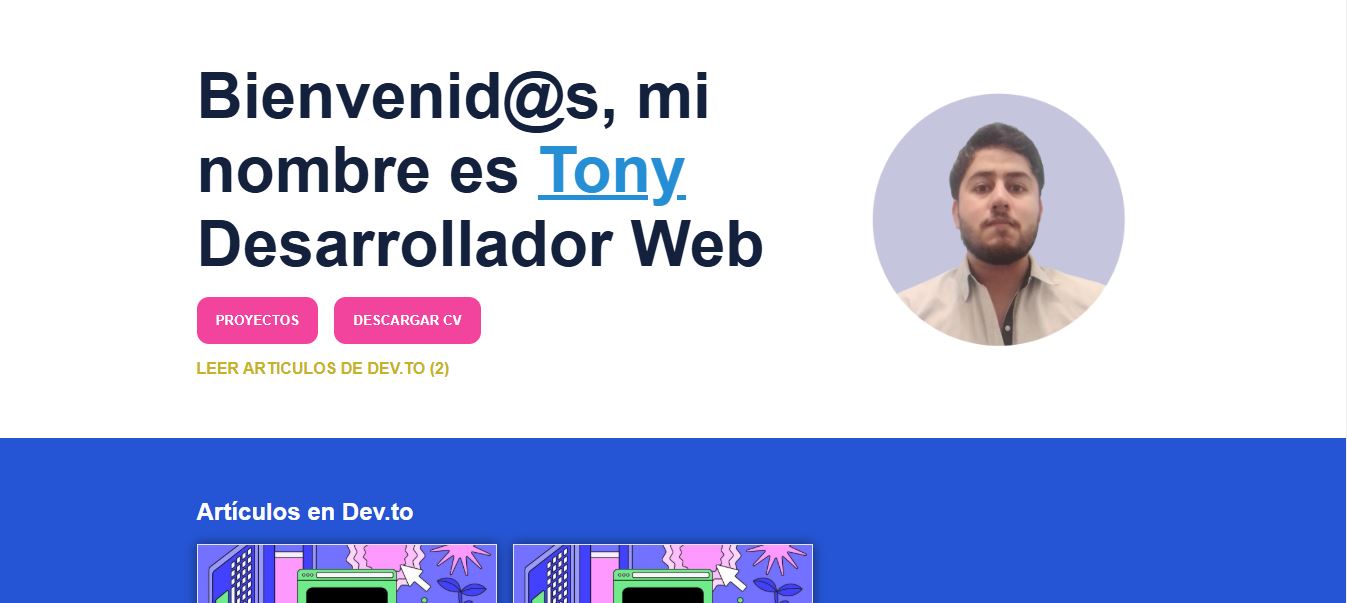 Bienvenid@s, mi
nombre es Tony
Desarrollador Web
PROYECTOS
DESCARGAR CV
LEER ARTICULOS DE DEV.TO (2)
Artículos en Dev.to